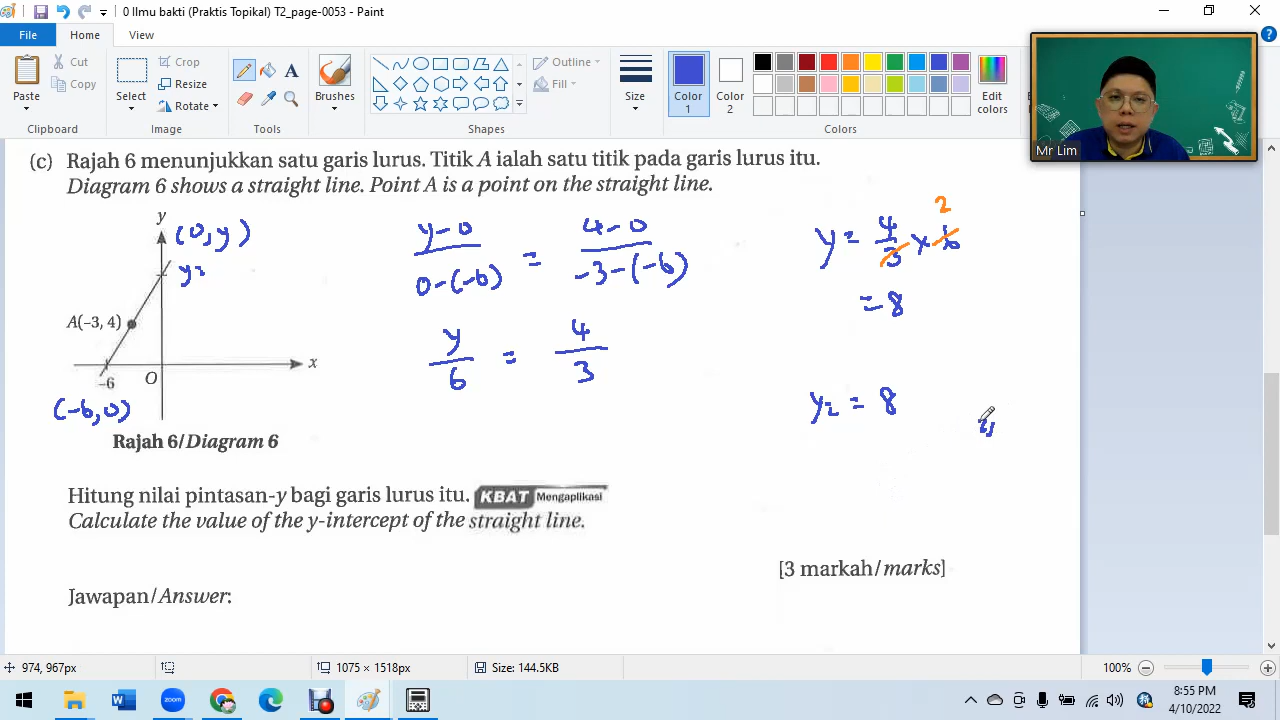 0 Ilmu bakti (Praktis Topikal) T2_page-0053 - Paint
File Home View
Paste Cut Copy Clipboard
Select Crop Resize Rotate Image
A Tools
Brushes
Outline Fill Shapes
Size
Color 1 Color 2 Edit colors Colors
Mr Lim
(c) Rajah 6 menunjukkan satu garis lurus. Titik A ialah satu titik pada garis lurus itu.
Diagram 6 shows a straight line. Point A is a point on the straight line.
y
(0,y)
y2
A(−3, 4)
−6 O x
(-6,0)
Rajah 6/Diagram 6
y-0 / 0-(-6) = 4-0 / -3-(-6)
y/6 = 4/3
y = 4/3 x 6 2
= 8
y2 = 8
Hitung nilai pintasan-y bagi garis lurus itu. KBAT Mengaplikasi
Calculate the value of the y-intercept of the straight line.
[3 markah/marks]
Jawapan/Answer:
974, 967px 1075 × 1518px Size: 144.5KB 100%
W zoom
8:55 PM
4/10/2022